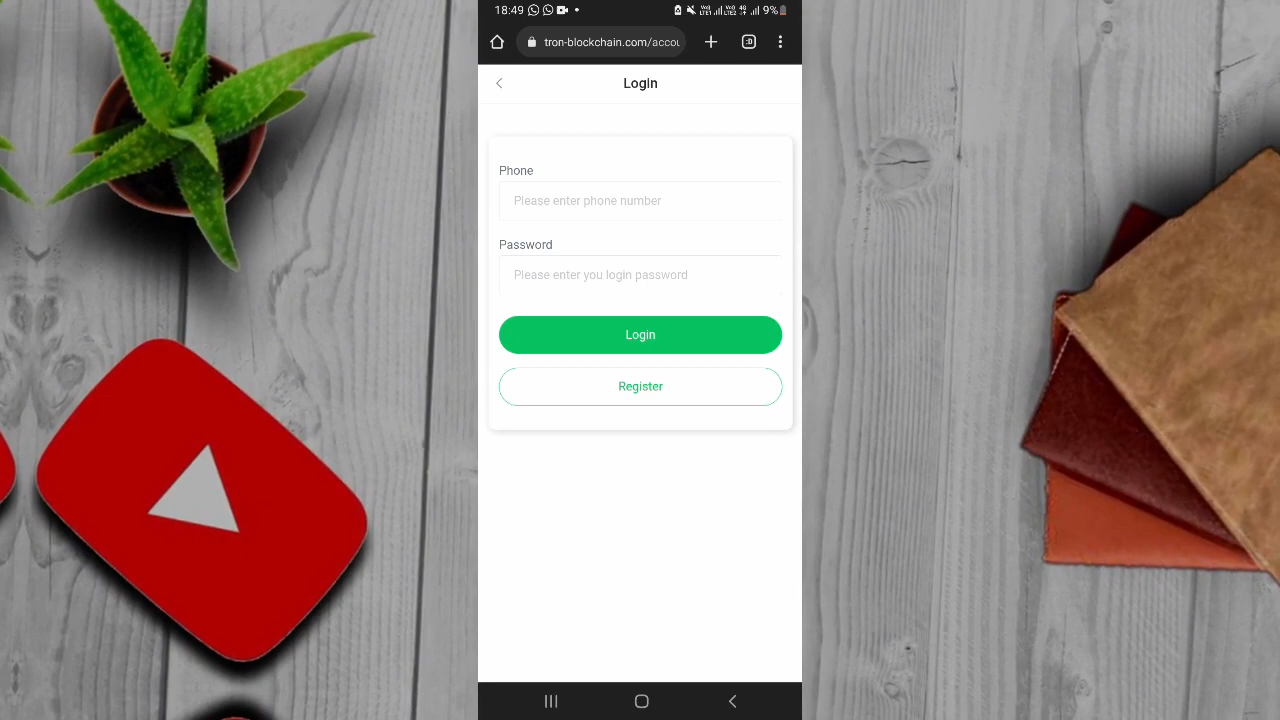 18:49
9%
tron-blockchain.com/accou
:D
Login
Phone
Please enter phone number
Password
Please enter you login password
Login
Register